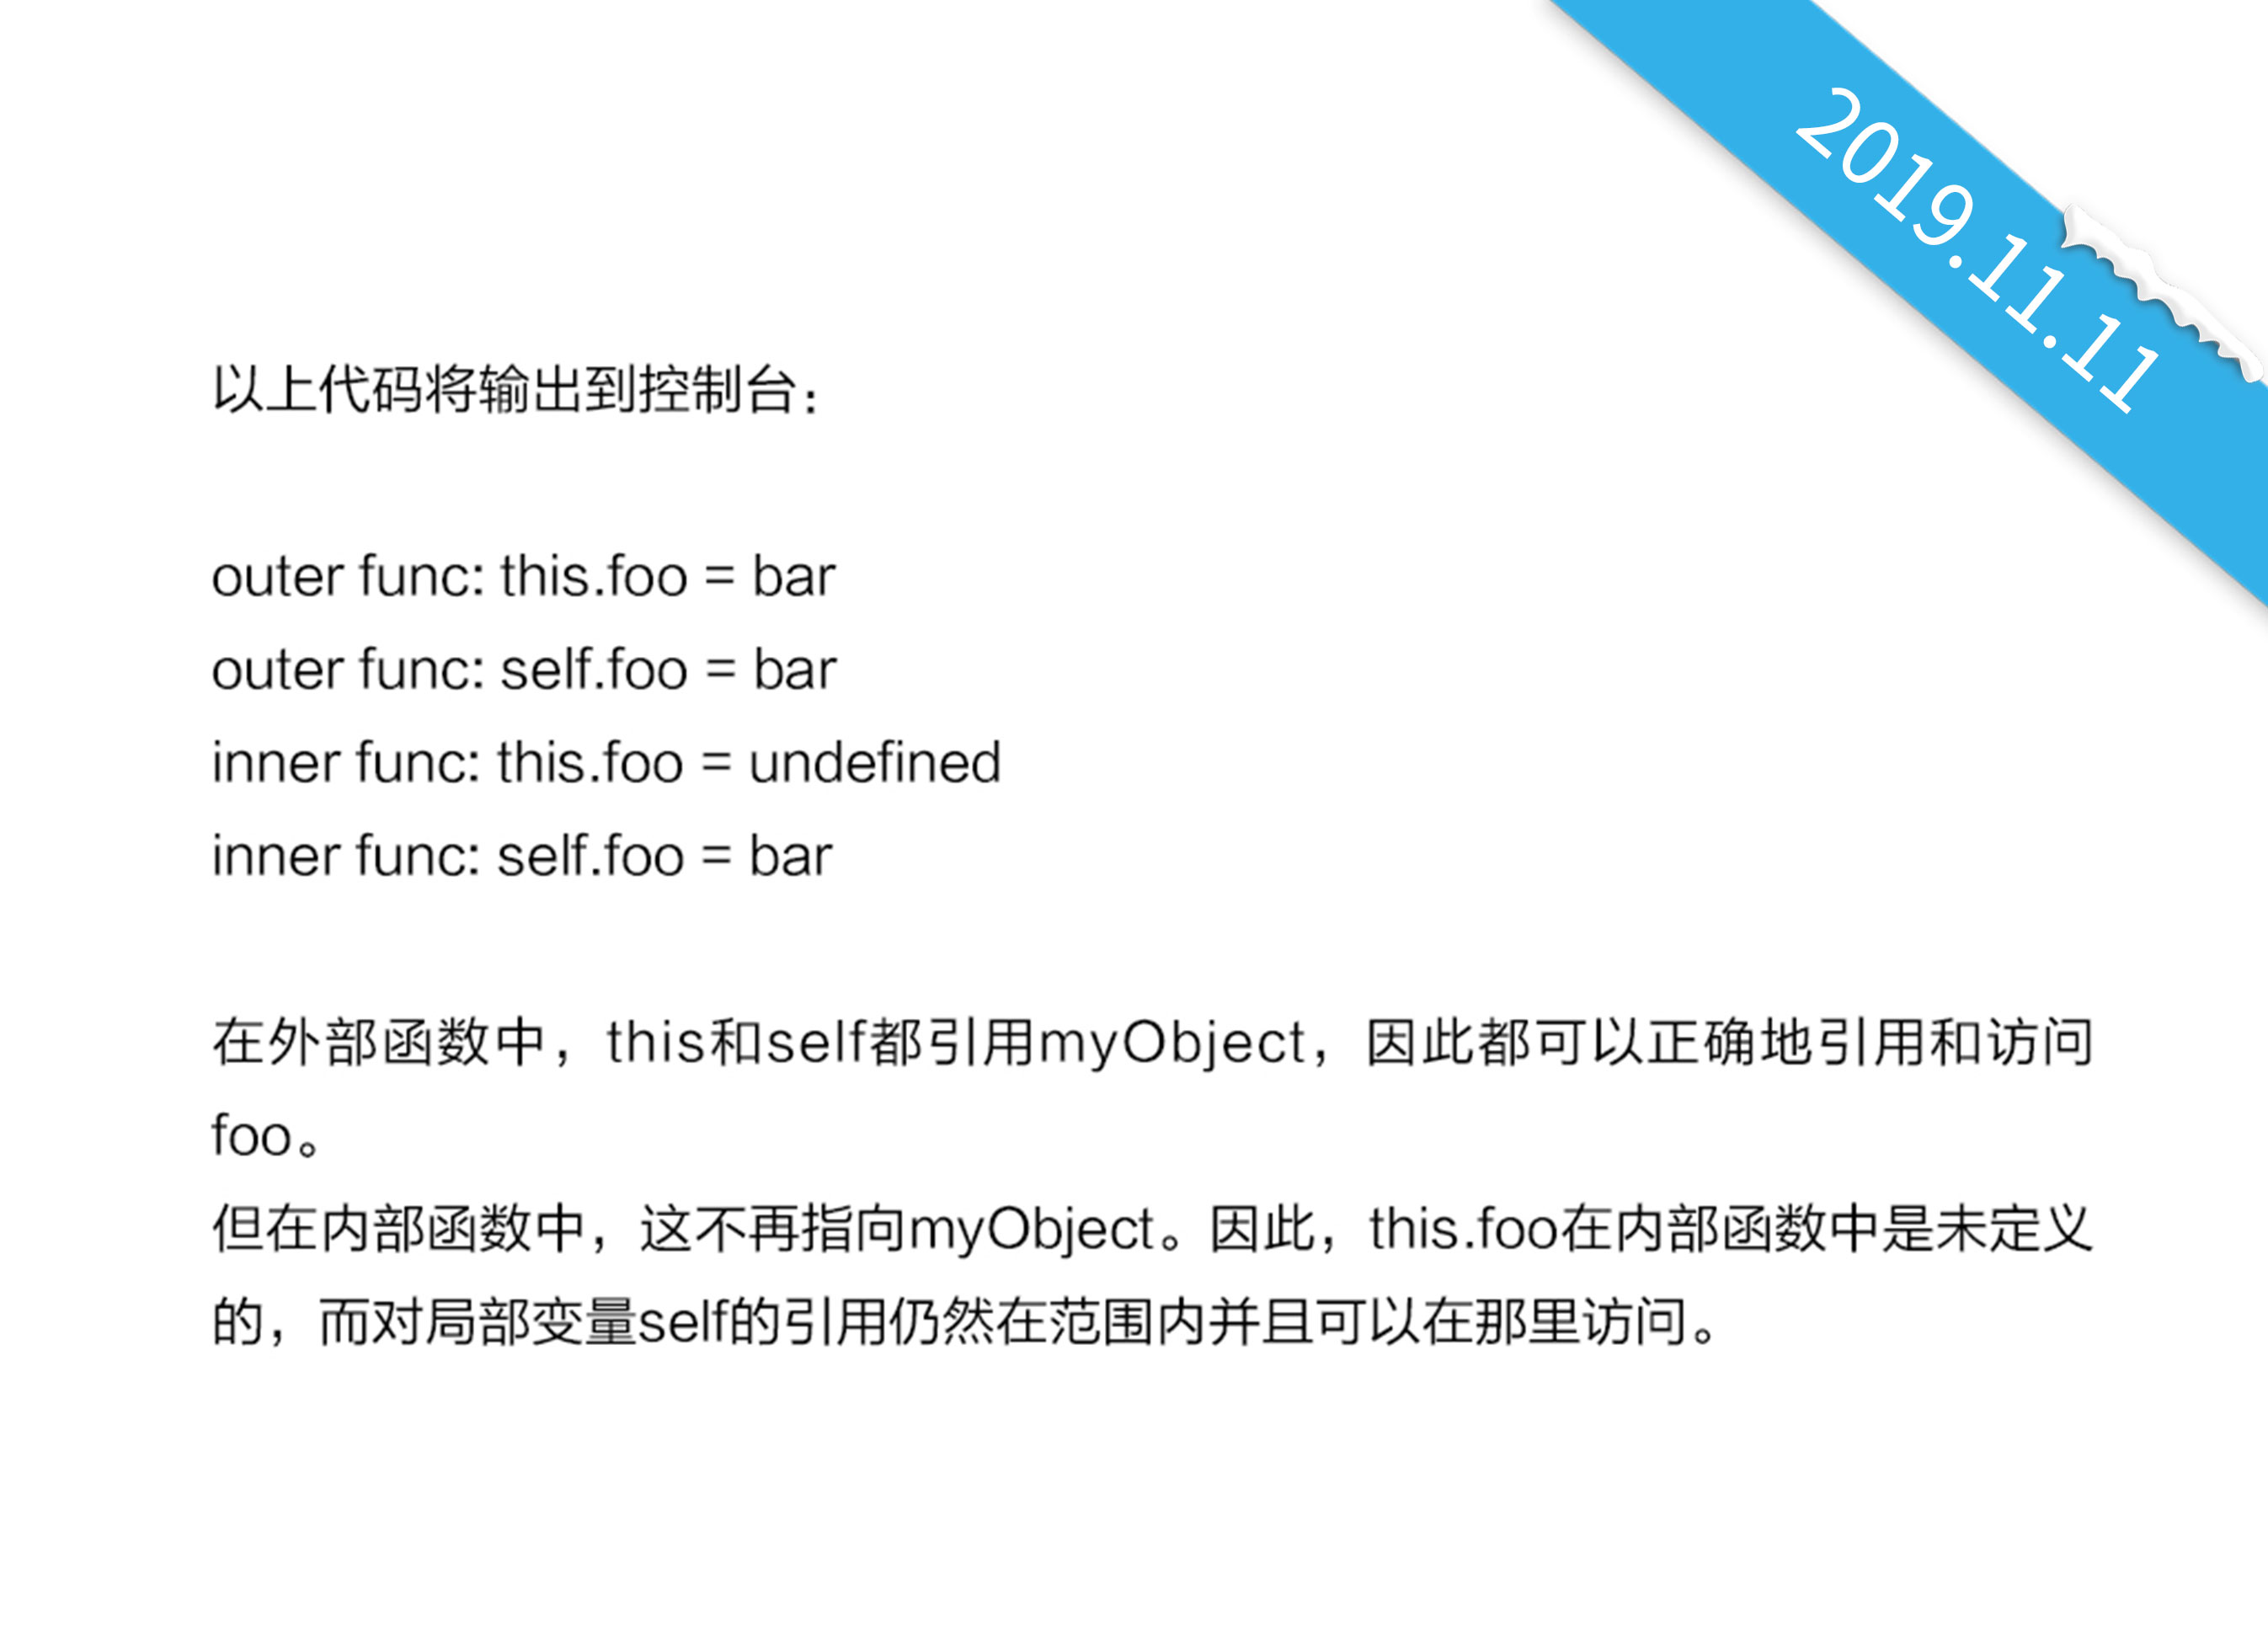 2019.11.11
以上代码将输出到控制台：
outer func: this.foo = bar
outer func: self.foo = bar
inner func: this.foo = undefined
inner func: self.foo = bar
在外部函数中，this和self都引用myObject，因此都可以正确地引用和访问
foo。
但在内部函数中，这不再指向myObject。因此，this.foo在内部函数中是未定义
的，而对局部变量self的引用仍然在范围内并且可以在那里访问。